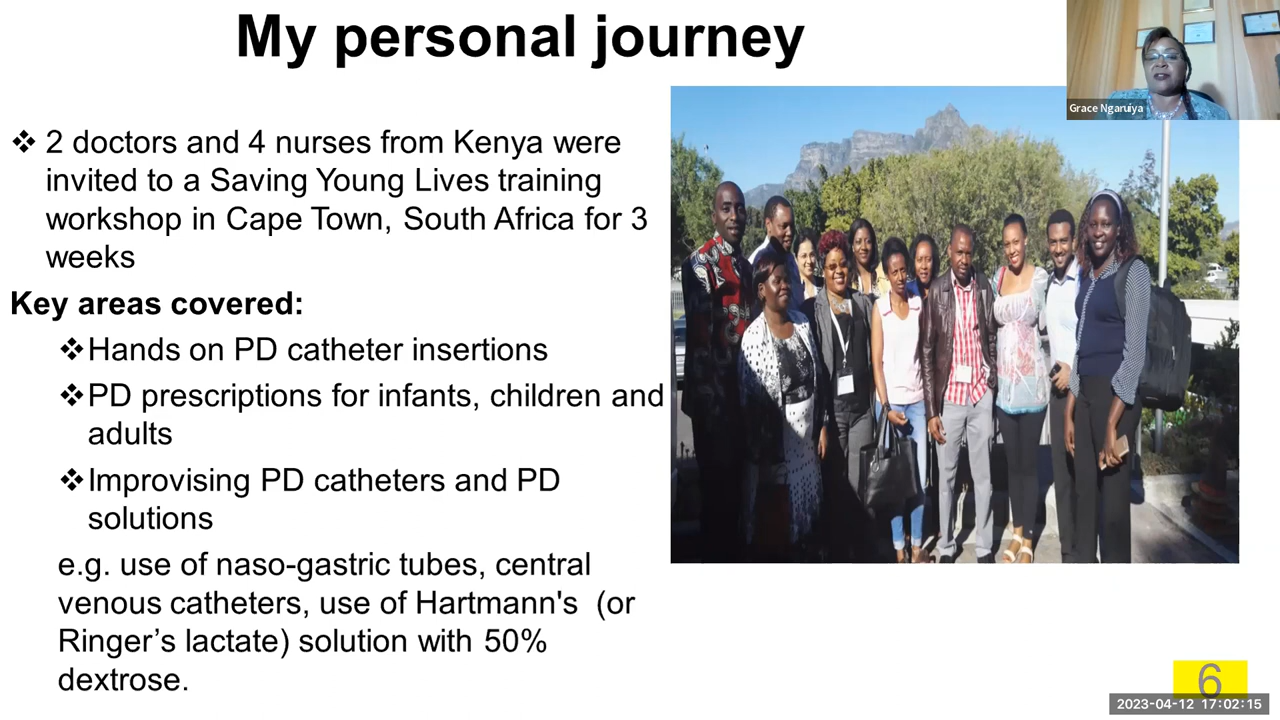 My personal journey
Grace Ngaruiya
❖ 2 doctors and 4 nurses from Kenya were
invited to a Saving Young Lives training
workshop in Cape Town, South Africa for 3
weeks
Key areas covered:
❖Hands on PD catheter insertions
❖PD prescriptions for infants, children and
adults
❖Improvising PD catheters and PD
solutions
e.g. use of naso-gastric tubes, central
venous catheters, use of Hartmann's (or
Ringer’s lactate) solution with 50%
dextrose.
6
2023-04-12 17:02:15